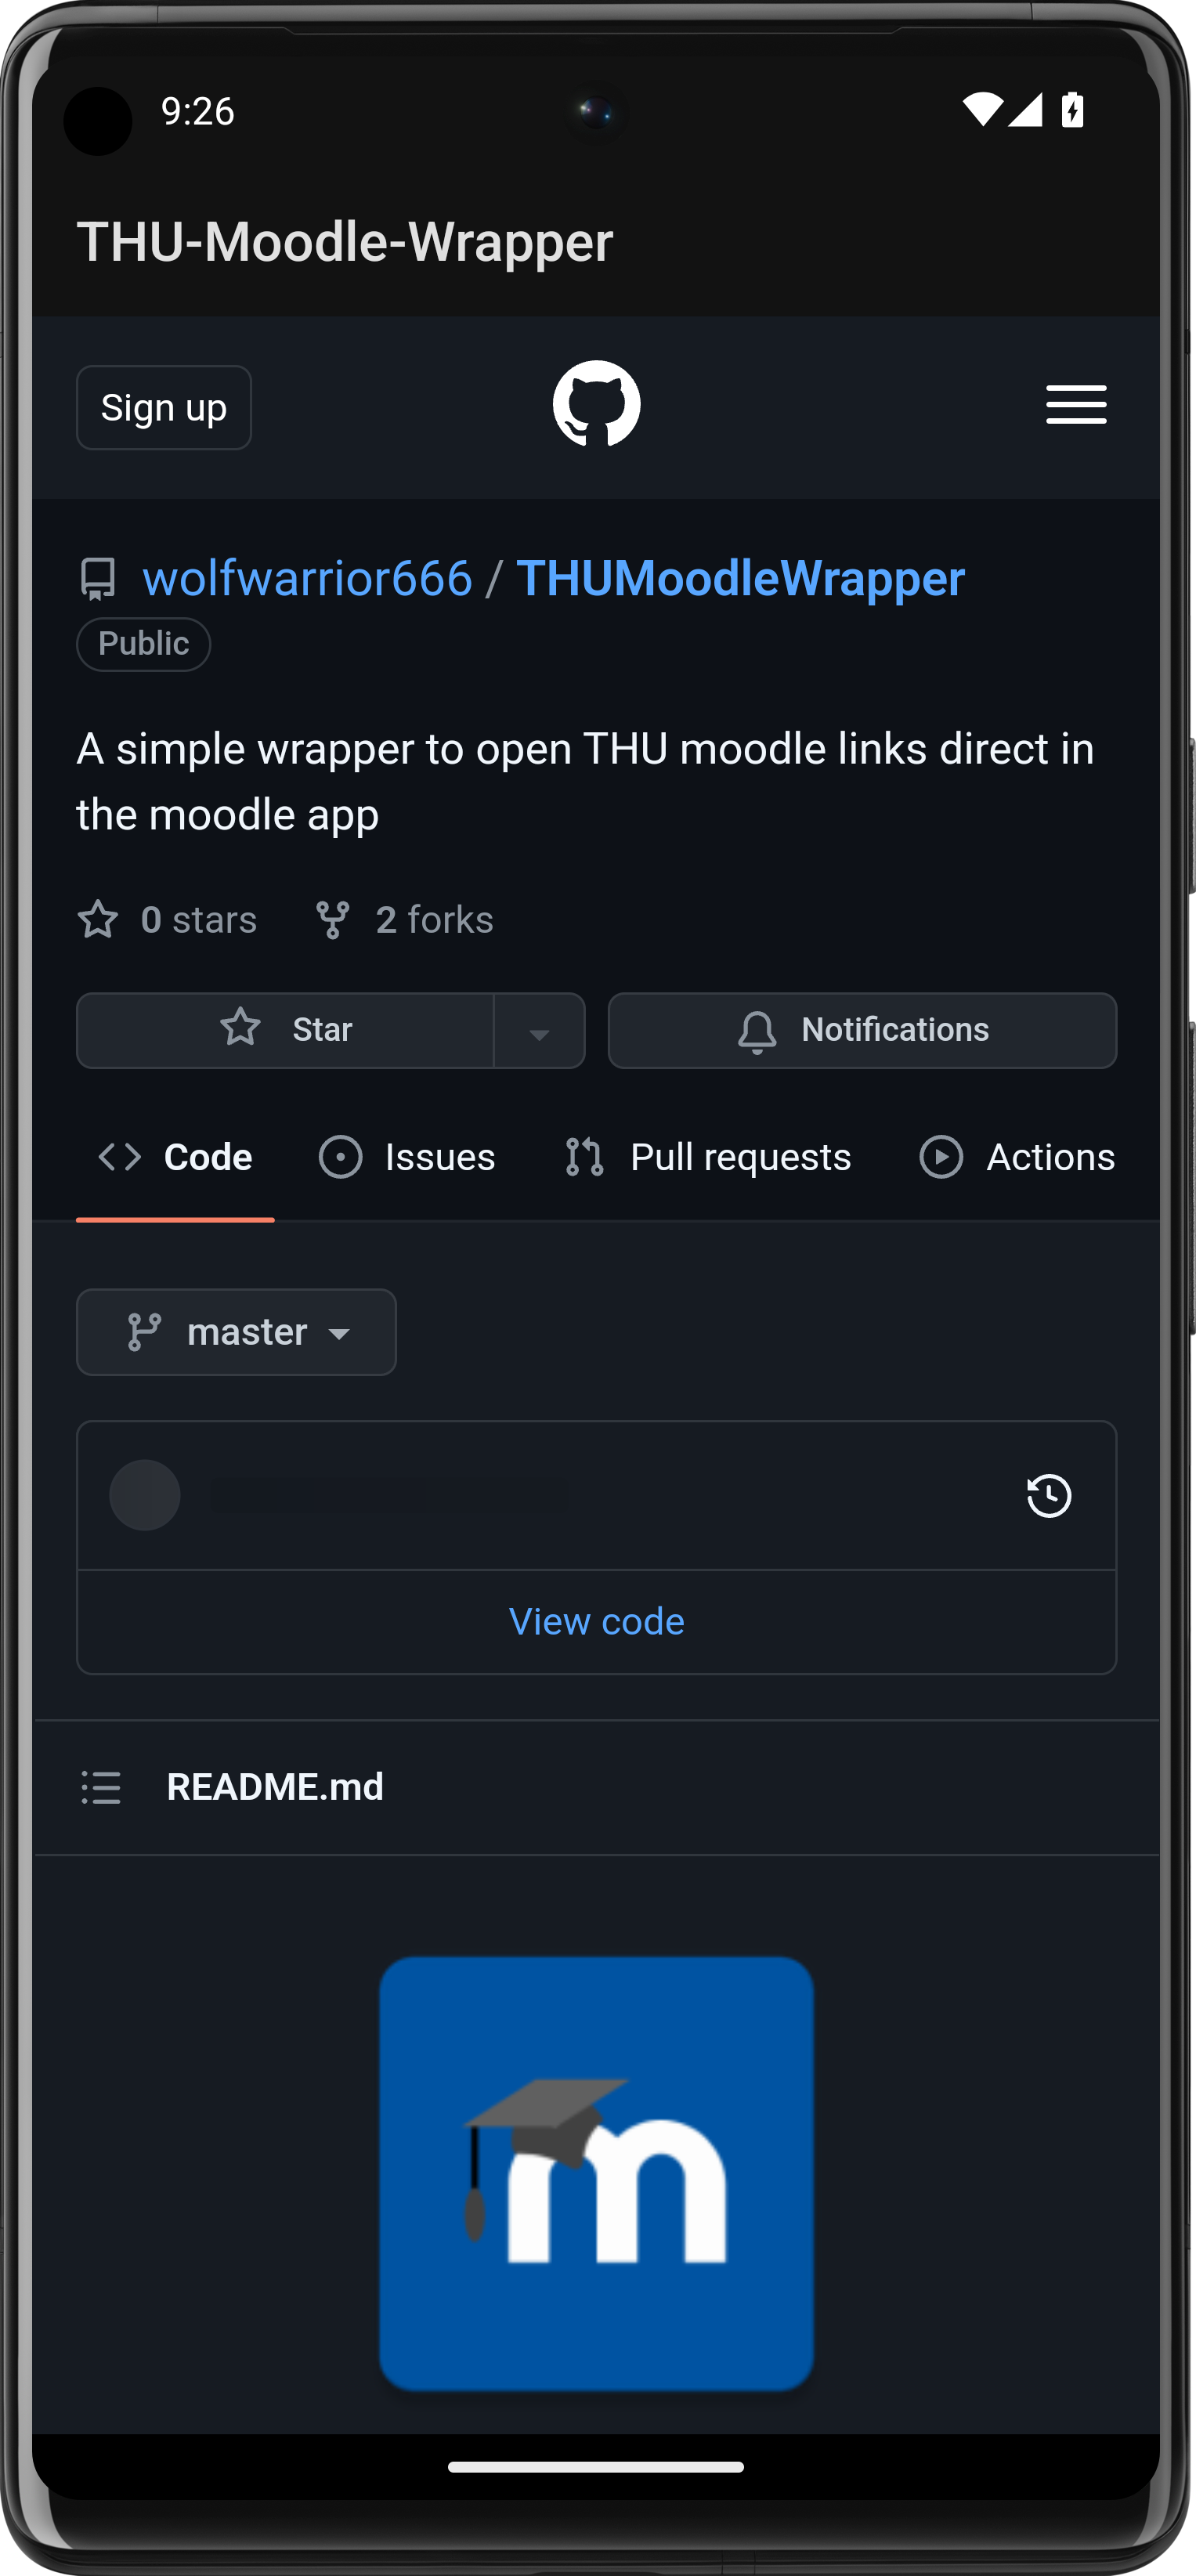 9:26
THU-Moodle-Wrapper
Sign up
wolfwarrior666 / THUMoodleWrapper
Public
A simple wrapper to open THU moodle links direct in
the moodle app
0 stars 2 forks
Star Notifications
Code Issues Pull requests Actions
master
View code
README.md
m